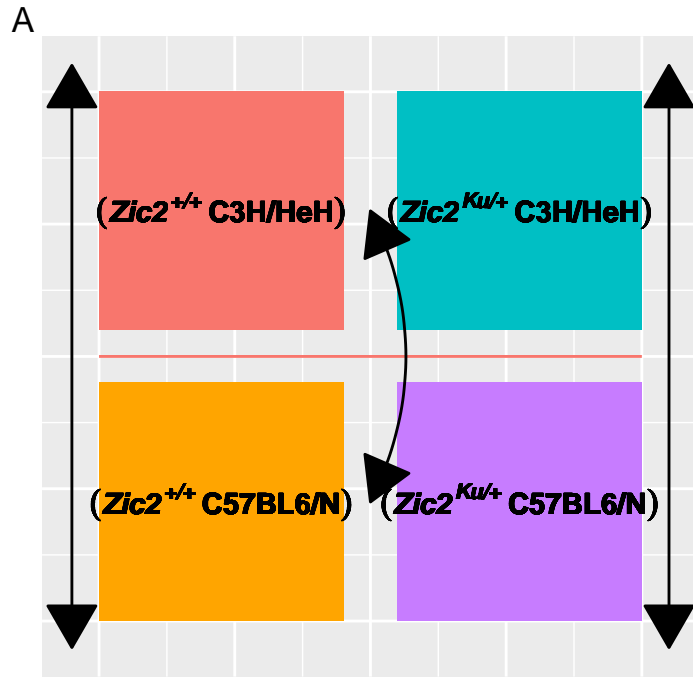 A
(Zic2+/+ C3H/HeH)
(Zic2Ku/+ C3H/HeH)
(Zic2+/+ C57BL6/N)
(Zic2Ku/+ C57BL6/N)